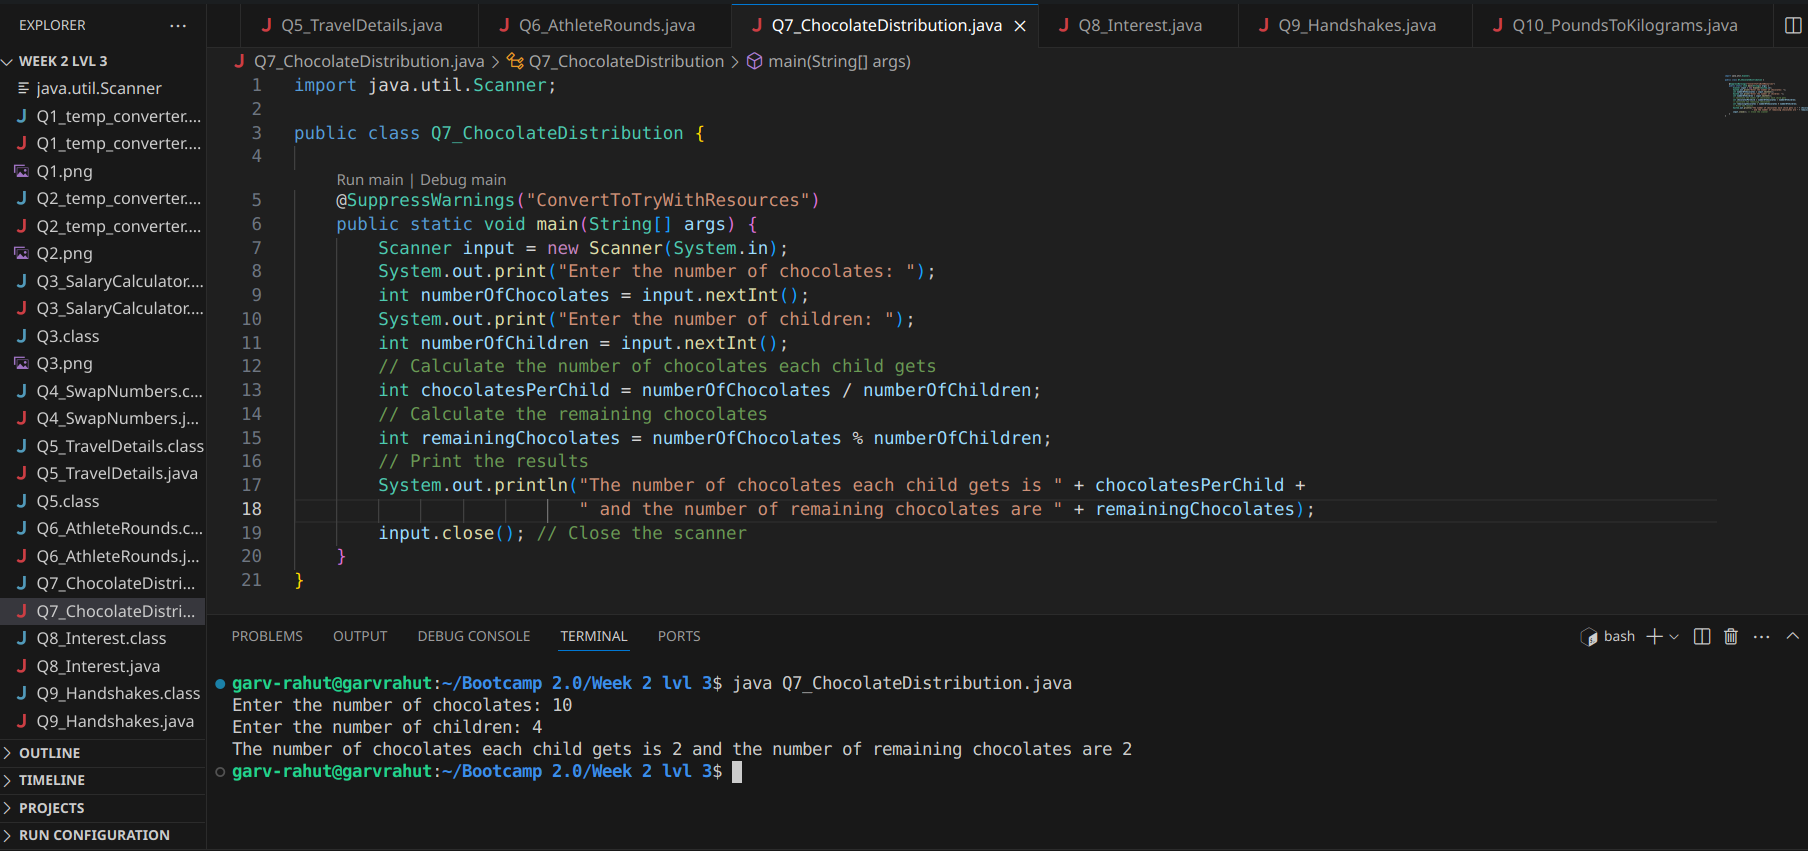 EXPLORER
Q5_TravelDetails.java
Q6_AthleteRounds.java
Q7_ChocolateDistribution.java
Q8_Interest.java
Q9_Handshakes.java
Q10_PoundsToKilograms.java
WEEK 2 LVL 3
java.util.Scanner
Q1_temp_converter....
Q1_temp_converter....
Q1.png
Q2_temp_converter....
Q2_temp_converter....
Q2.png
Q3_SalaryCalculator....
Q3_SalaryCalculator....
Q3.class
Q3.png
Q4_SwapNumbers.c...
Q4_SwapNumbers.j...
Q5_TravelDetails.class
Q5_TravelDetails.java
Q5.class
Q6_AthleteRounds.c...
Q6_AthleteRounds.j...
Q7_ChocolateDistri...
Q7_ChocolateDistri...
Q8_Interest.class
Q8_Interest.java
Q9_Handshakes.class
Q9_Handshakes.java
OUTLINE
TIMELINE
PROJECTS
RUN CONFIGURATION
Q7_ChocolateDistribution.java > Q7_ChocolateDistribution > main(String[] args)
1 import java.util.Scanner;
2
3 public class Q7_ChocolateDistribution {
4
Run main | Debug main
5 @SuppressWarnings("ConvertToTryWithResources")
6 public static void main(String[] args) {
7 Scanner input = new Scanner(System.in);
8 System.out.print("Enter the number of chocolates: ");
9 int numberOfChocolates = input.nextInt();
10 System.out.print("Enter the number of children: ");
11 int numberOfChildren = input.nextInt();
12 // Calculate the number of chocolates each child gets
13 int chocolatesPerChild = numberOfChocolates / numberOfChildren;
14 // Calculate the remaining chocolates
15 int remainingChocolates = numberOfChocolates % numberOfChildren;
16 // Print the results
17 System.out.println("The number of chocolates each child gets is " + chocolatesPerChild +
18 " and the number of remaining chocolates are " + remainingChocolates);
19 input.close(); // Close the scanner
20 }
21 }
PROBLEMS OUTPUT DEBUG CONSOLE TERMINAL PORTS
bash
garv-rahut@garvrahut:~/Bootcamp 2.0/Week 2 lvl 3$ java Q7_ChocolateDistribution.java
Enter the number of chocolates: 10
Enter the number of children: 4
The number of chocolates each child gets is 2 and the number of remaining chocolates are 2
garv-rahut@garvrahut:~/Bootcamp 2.0/Week 2 lvl 3$